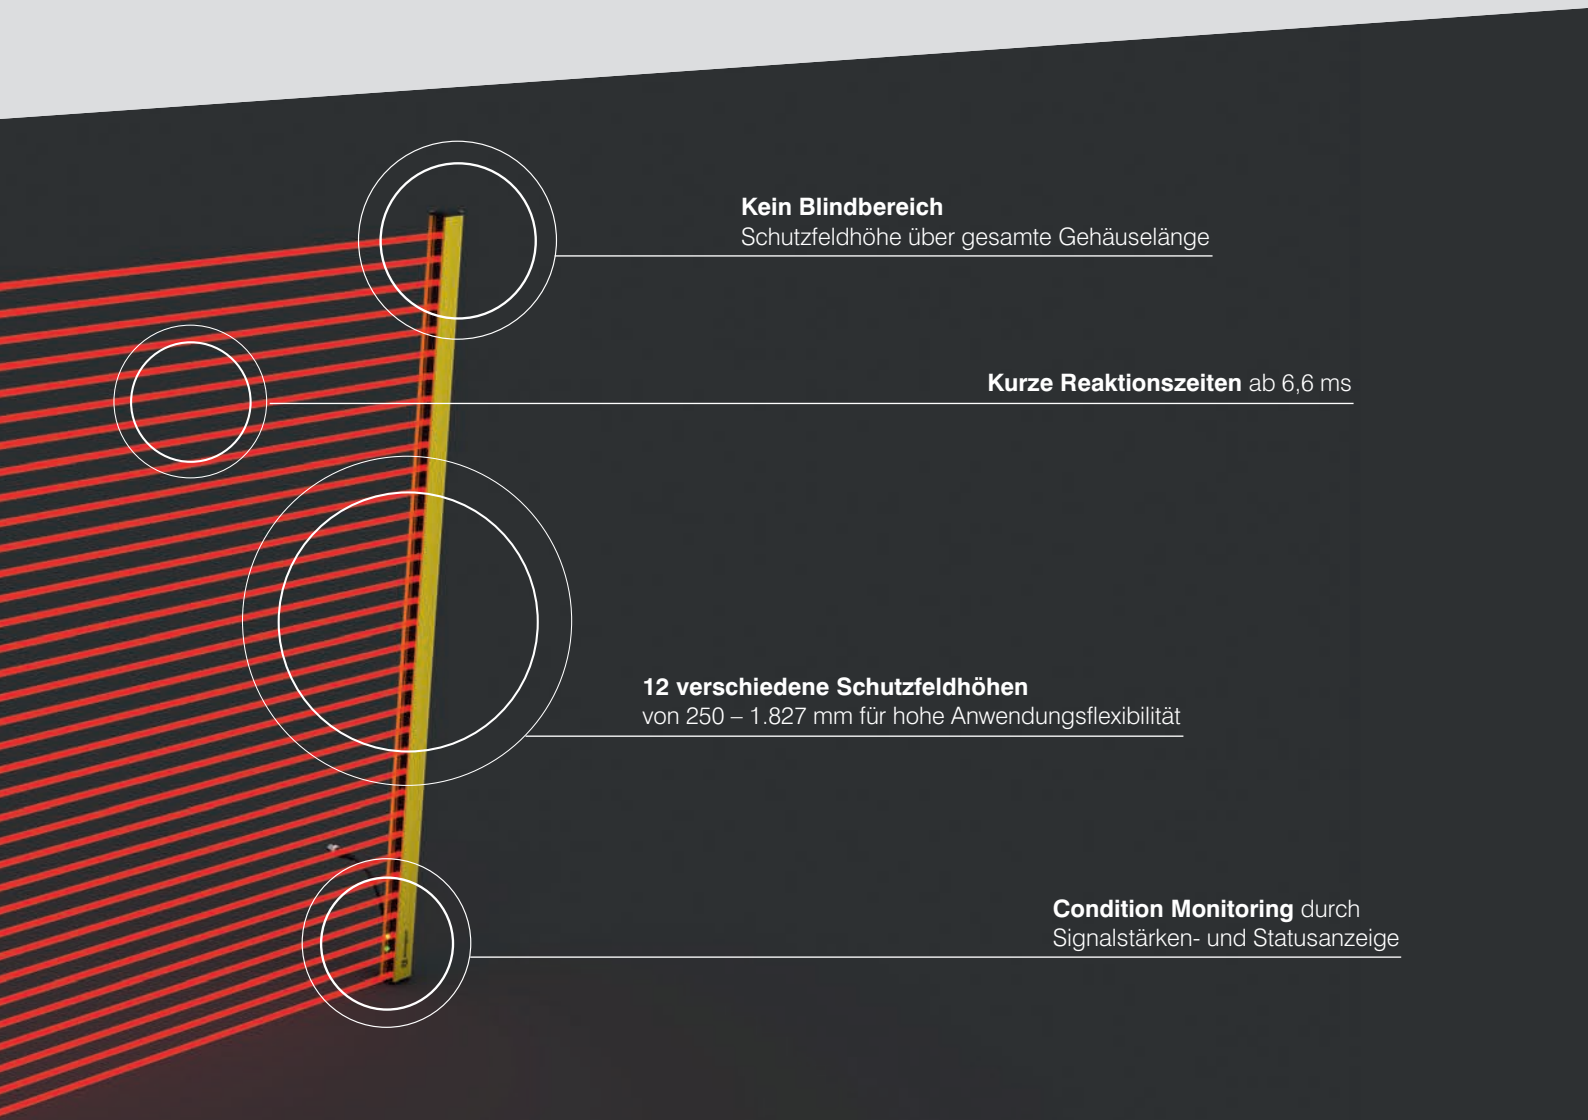 Kein Blindbereich
Schutzfeldhöhe über gesamte Gehäuselänge
Kurze Reaktionszeiten ab 6,6 ms
12 verschiedene Schutzfeldhöhen
von 250 – 1.827 mm für hohe Anwendungsflexibilität
Condition Monitoring durch
Signalstärken- und Statusanzeige